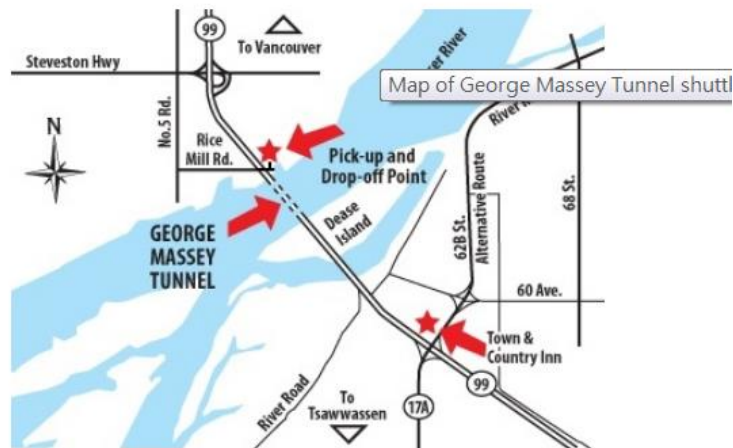 99
To Vancouver
Steveston Hwy
River
Map of George Massey Tunnel
River
No.5 Rd.
N
Rice
Mill Rd.
Pick-up and
Drop-off Point
GEORGE
MASSEY
TUNNEL
Dease
Island
62B St.
Alternative Route
68 St.
60 Ave.
Town &
Country Inn
River Road
To
Tsawwassen
17A
99